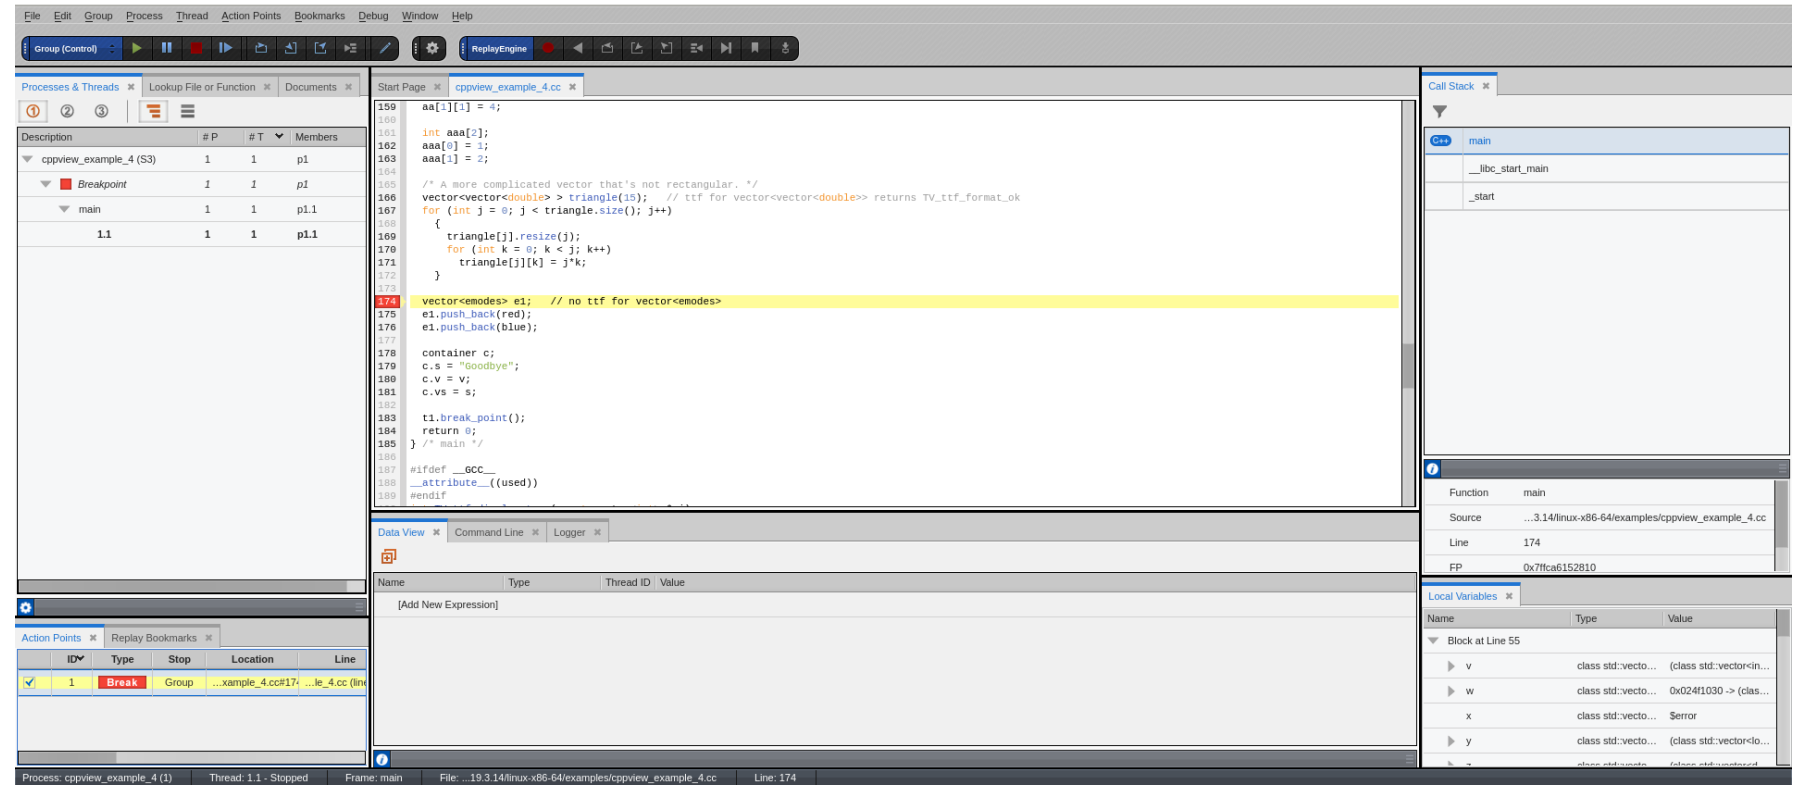 File Edit Group Process Thread Action Points Bookmarks Debug Window Help
Group (Control) ReplayEngine
Processes & Threads Lookup File or Function Documents
1 2 3
Description # P # T Members
cppview_example_4 (S3) 1 1 p1
Breakpoint 1 1 p1
main 1 1 p1.1
1.1 1 1 p1.1
Action Points Replay Bookmarks
ID Type Stop Location Line
1 Break Group ...xample_4.cc#174 ...le_4.cc (line
Start Page cppview_example_4.cc
159 aa[1][1] = 4;
160
161 int aaa[2];
162 aaa[0] = 1;
163 aaa[1] = 2;
164
165 /* A more complicated vector that's not rectangular. */
166 vector<vector<double> > triangle(15); // ttf for vector<vector<double>> returns TV_ttf_format_ok
167 for (int j = 0; j < triangle.size(); j++)
168 {
169 triangle[j].resize(j);
170 for (int k = 0; k < j; k++)
171 triangle[j][k] = j*k;
172 }
173
174 vector<emodes> e1; // no ttf for vector<emodes>
175 e1.push_back(red);
176 e1.push_back(blue);
177
178 container c;
179 c.s = "Goodbye";
180 c.v = v;
181 c.vs = s;
182
183 t1.break_point();
184 return 0;
185 } /* main */
186
187 #ifdef __GCC__
188 __attribute__((used))
189 #endif
Data View Command Line Logger
Name Type Thread ID Value
[Add New Expression]
Call Stack
C++ main
__libc_start_main
_start
Function main
Source ...3.14/linux-x86-64/examples/cppview_example_4.cc
Line 174
FP 0x7ffca6152810
Local Variables
Name Type Value
Block at Line 55
v class std::vecto... (class std::vector<in...
w class std::vecto... 0x024f1030 -> (clas...
x class std::vecto... $error
y class std::vecto... (class std::vector<lo...
z class std::vecto... (class std::vector<d...
Process: cppview_example_4 (1) Thread: 1.1 - Stopped Frame: main File: ...19.3.14/linux-x86-64/examples/cppview_example_4.cc Line: 174